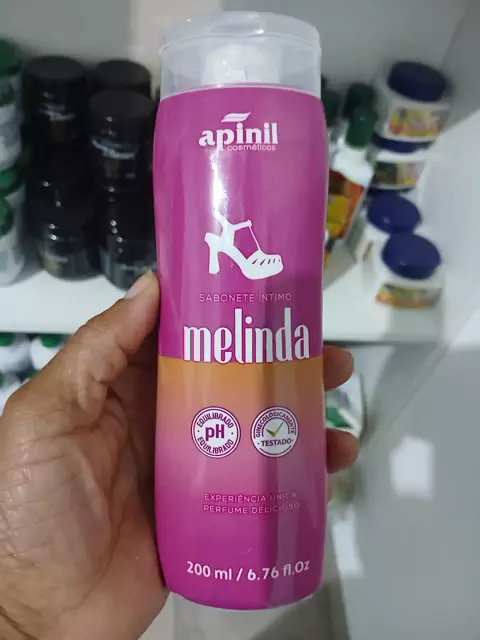 apinil
cosméticos
SABONETE ÍNTIMO
melinda
EQUILIBRADO
pH
EQUILIBRADO
GINECOLOGICAMENTE
TESTADO
EXPERIÊNCIA ÚNICA
PERFUME DELICIOSO
200 ml / 6.76 fl.Oz